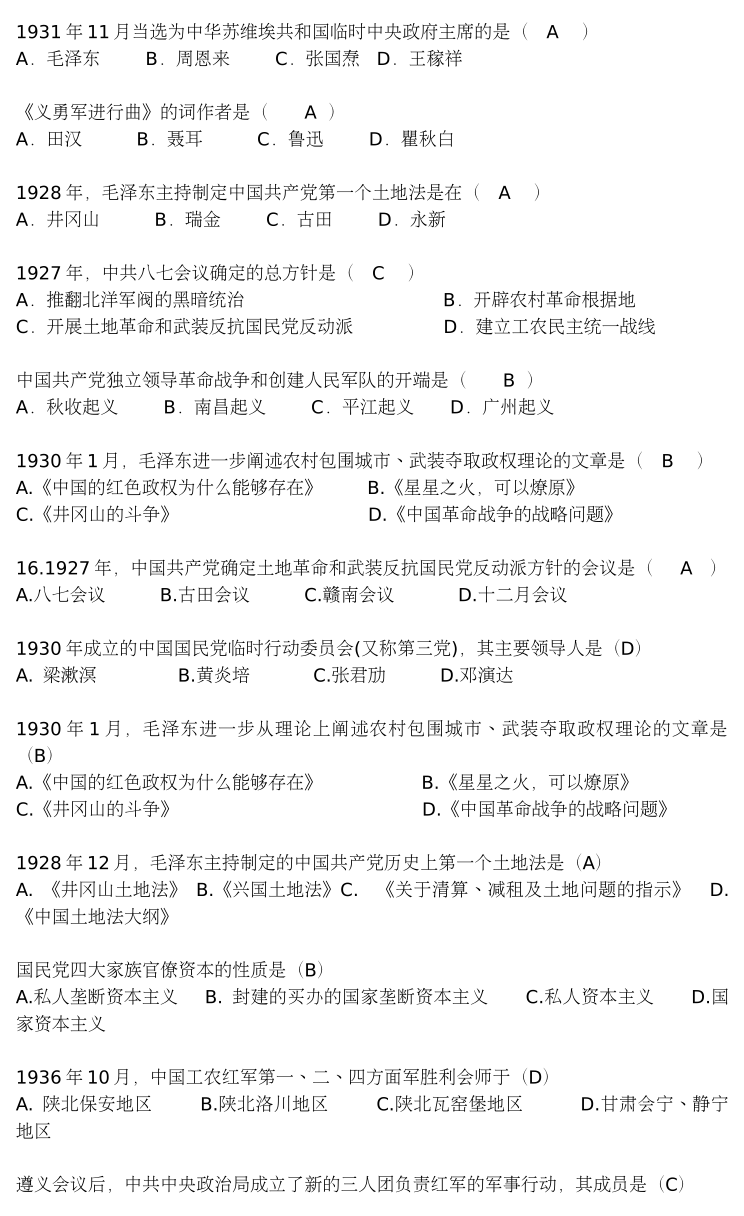 1931 年 11 月当选为中华苏维埃共和国临时中央政府主席的是（ A ）
A．毛泽东 B．周恩来 C．张国焘 D．王稼祥
《义勇军进行曲》的词作者是（ A ）
A．田汉 B．聂耳 C．鲁迅 D．瞿秋白
1928 年，毛泽东主持制定中国共产党第一个土地法是在（ A ）
A．井冈山 B．瑞金 C．古田 D．永新
1927 年，中共八七会议确定的总方针是（ C ）
A．推翻北洋军阀的黑暗统治 B．开辟农村革命根据地
C．开展土地革命和武装反抗国民党反动派 D．建立工农民主统一战线
中国共产党独立领导革命战争和创建人民军队的开端是（ B ）
A．秋收起义 B．南昌起义 C．平江起义 D．广州起义
1930 年 1 月，毛泽东进一步阐述农村包围城市、武装夺取政权理论的文章是（ B ）
A.《中国的红色政权为什么能够存在》 B.《星星之火，可以燎原》
C.《井冈山的斗争》 D.《中国革命战争的战略问题》
16.1927 年，中国共产党确定土地革命和武装反抗国民党反动派方针的会议是（ A ）
A.八七会议 B.古田会议 C.赣南会议 D.十二月会议
1930 年成立的中国国民党临时行动委员会(又称第三党)，其主要领导人是（D）
A. 梁漱溟 B.黄炎培 C.张君劢 D.邓演达
1930 年 1 月，毛泽东进一步从理论上阐述农村包围城市、武装夺取政权理论的文章是
（B）
A.《中国的红色政权为什么能够存在》 B.《星星之火，可以燎原》
C.《井冈山的斗争》 D.《中国革命战争的战略问题》
1928 年 12 月，毛泽东主持制定的中国共产党历史上第一个土地法是（A）
A. 《井冈山土地法》 B.《兴国土地法》C. 《关于清算、减租及土地问题的指示》 D.
《中国土地法大纲》
国民党四大家族官僚资本的性质是（B）
A.私人垄断资本主义 B. 封建的买办的国家垄断资本主义 C.私人资本主义 D.国
家资本主义
1936 年 10 月，中国工农红军第一、二、四方面军胜利会师于（D）
A. 陕北保安地区 B.陕北洛川地区 C.陕北瓦窑堡地区 D.甘肃会宁、静宁
地区
遵义会议后，中共中央政治局成立了新的三人团负责红军的军事行动，其成员是（C）